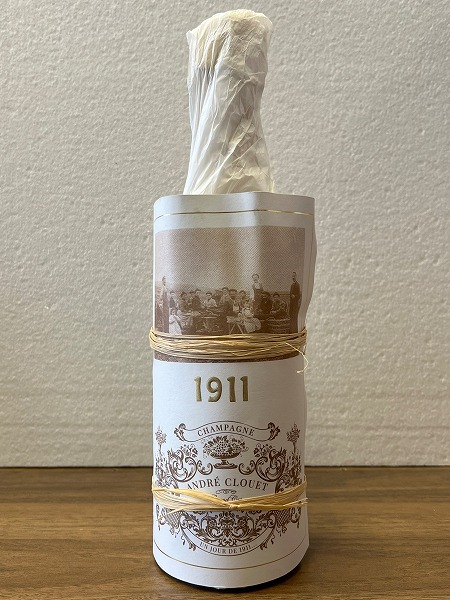 1911
CHAMPAGNE
ANDRÉ CLOUET
UN JOUR DE 1911